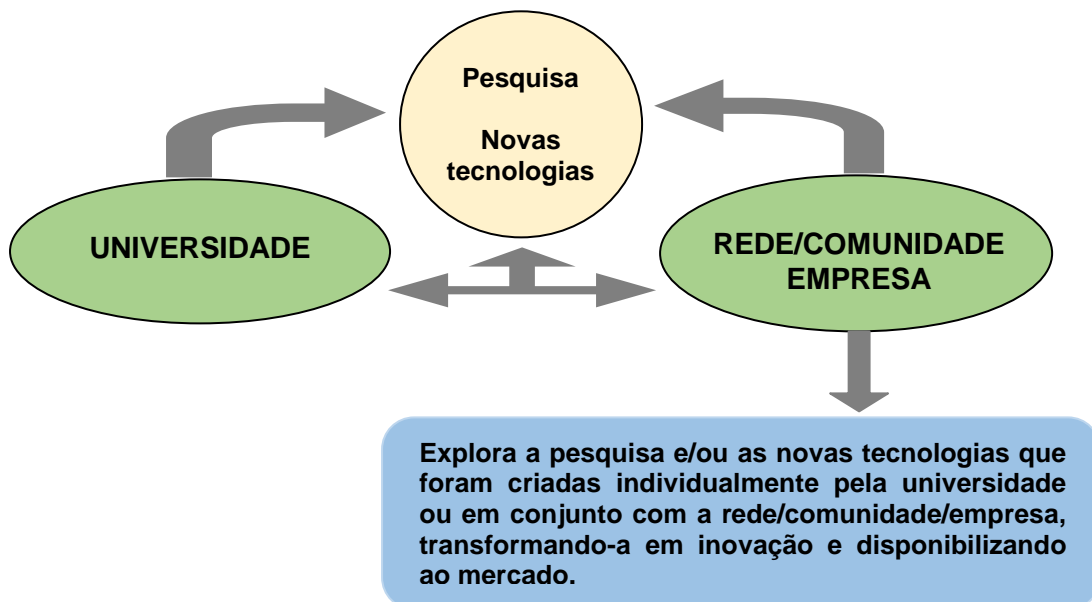 Pesquisa
Novas
tecnologias
UNIVERSIDADE
REDE/COMUNIDADE
EMPRESA
Explora a pesquisa e/ou as novas tecnologias que
foram criadas individualmente pela universidade
ou em conjunto com a rede/comunidade/empresa,
transformando-a em inovação e disponibilizando
ao mercado.